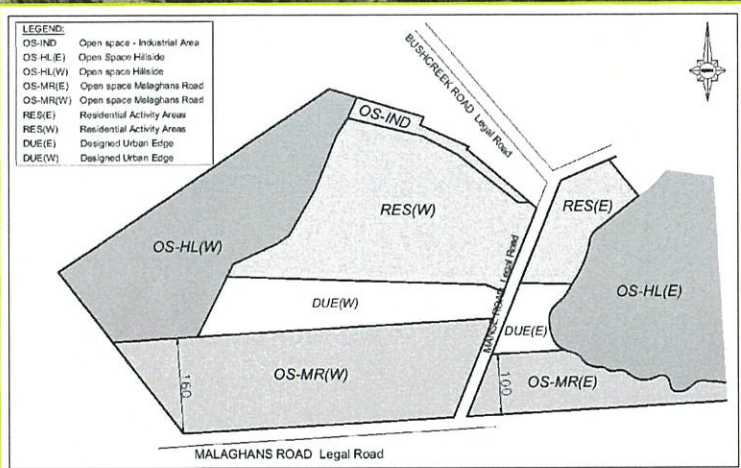 LEGEND:
OS-IND Open space - Industrial Area
OS-HL(E) Open Space Hillside
OS-HL(W) Open space Hillside
OS-MR(E) Open space Malaghans Road
OS-MR(W) Open space Malaghans Road
RES(E) Residential Activity Areas
RES(W) Residential Activity Areas
DUE(E) Designed Urban Edge
DUE(W) Designed Urban Edge
BUSHCREEK ROAD Legal Road
OS-IND
RES(W)
RES(E)
OS-HL(W)
OS-HL(E)
MANSE ROAD Legal Road
DUE(W)
DUE(E)
OS-MR(W)
OS-MR(E)
160
100
MALAGHANS ROAD Legal Road